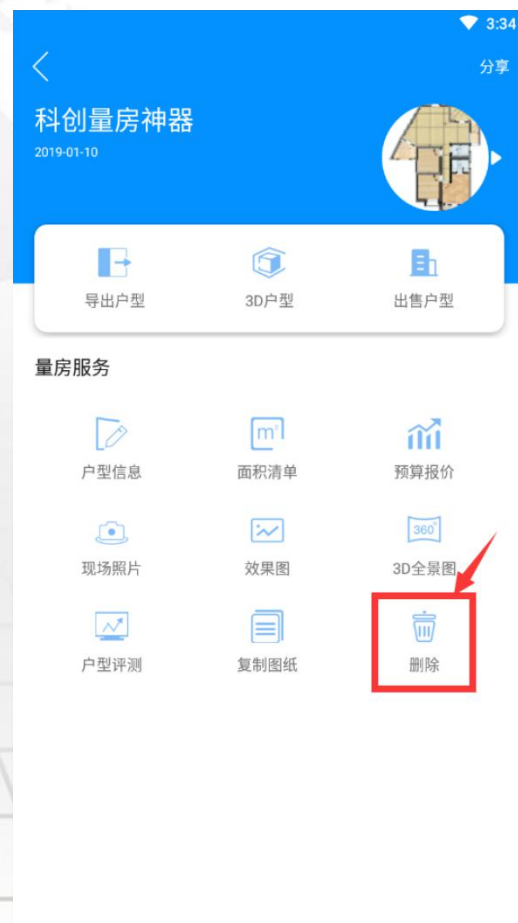 3:34
分享
科创量房神器
2019-01-10
导出户型
3D户型
出售户型
量房服务
m²
户型信息
面积清单
预算报价
360°
现场照片
效果图
3D全景图
户型评测
复制图纸
删除